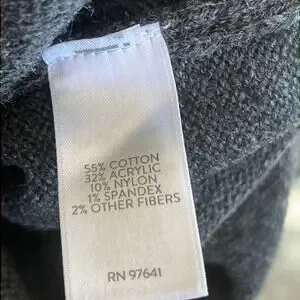 55% COTTON
32% ACRYLIC
10% NYLON
1% SPANDEX
2% OTHER FIBERS
RN 97641